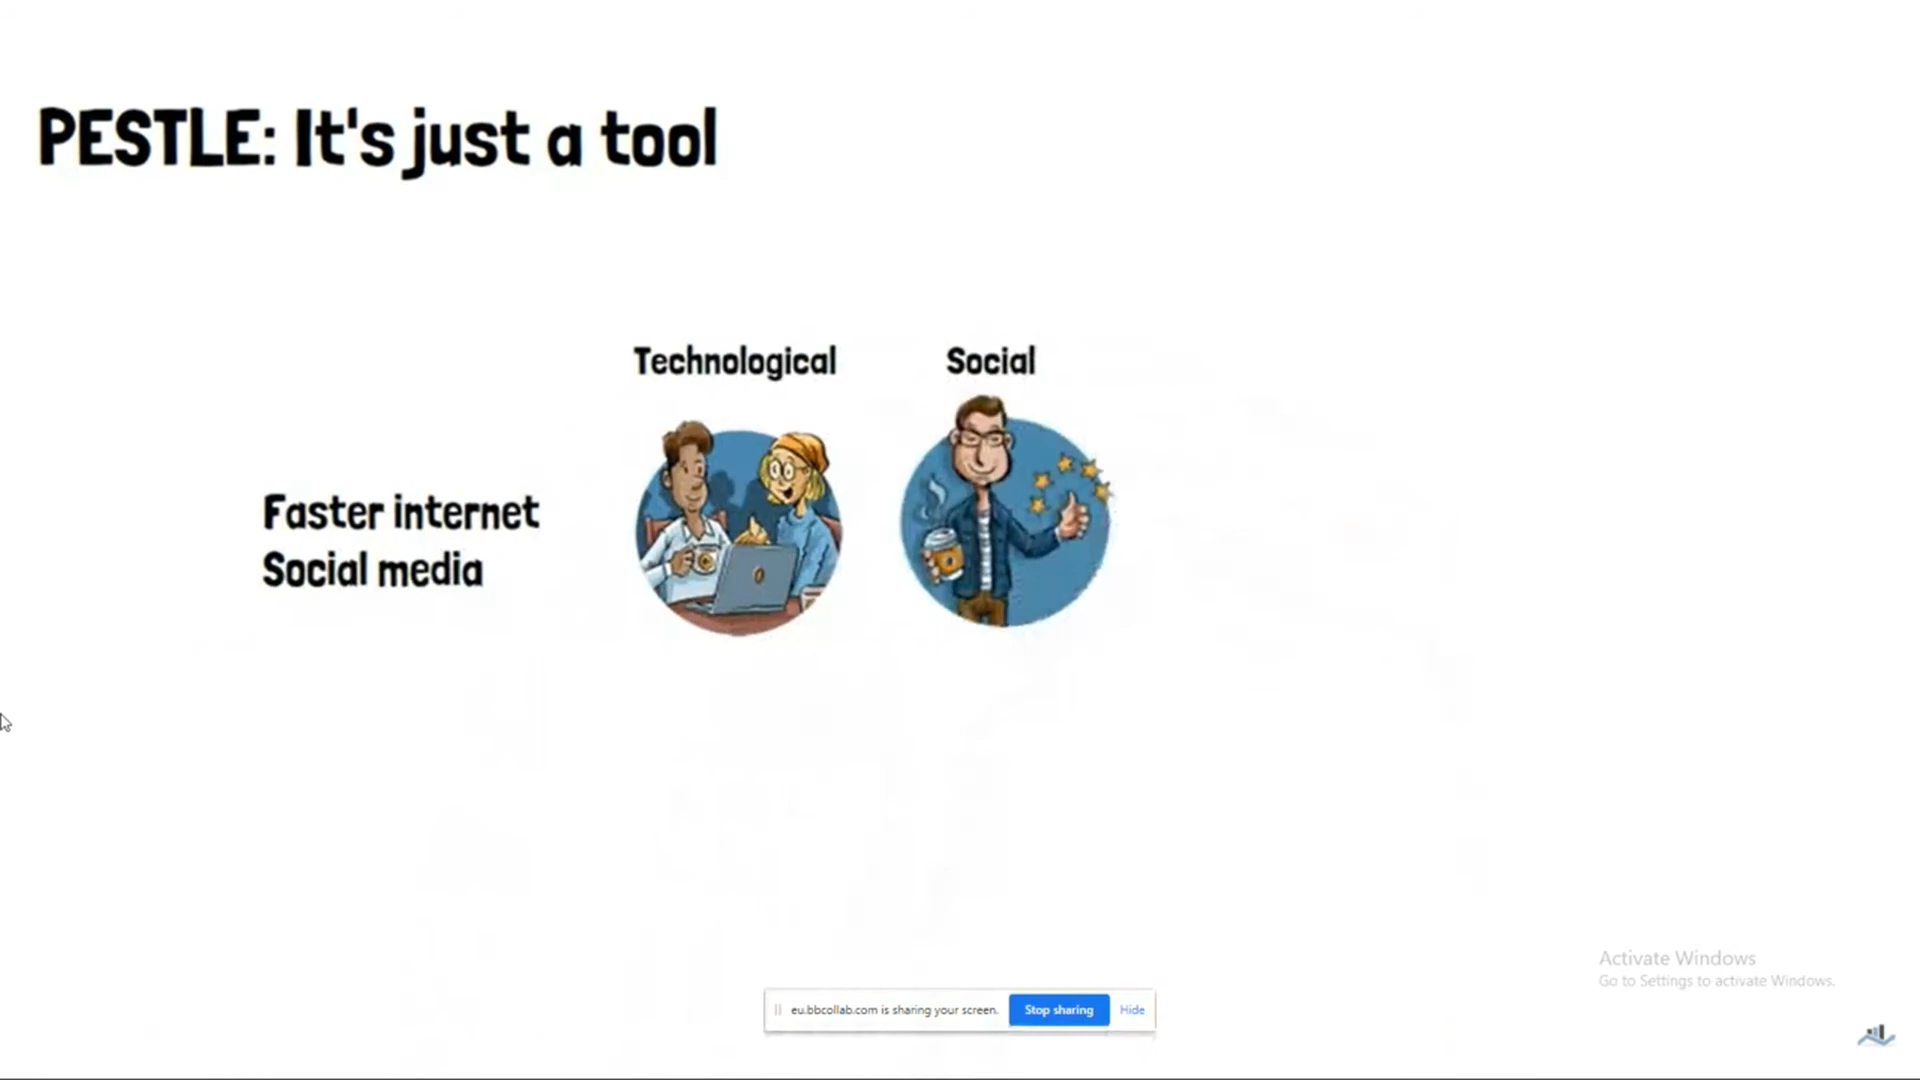 PESTLE: It's just a tool
Technological
Social
Faster internet
Social media
Activate Windows
Go to Settings to activate Windows.
eu.bbcollab.com is sharing your screen.
Stop sharing
Hide